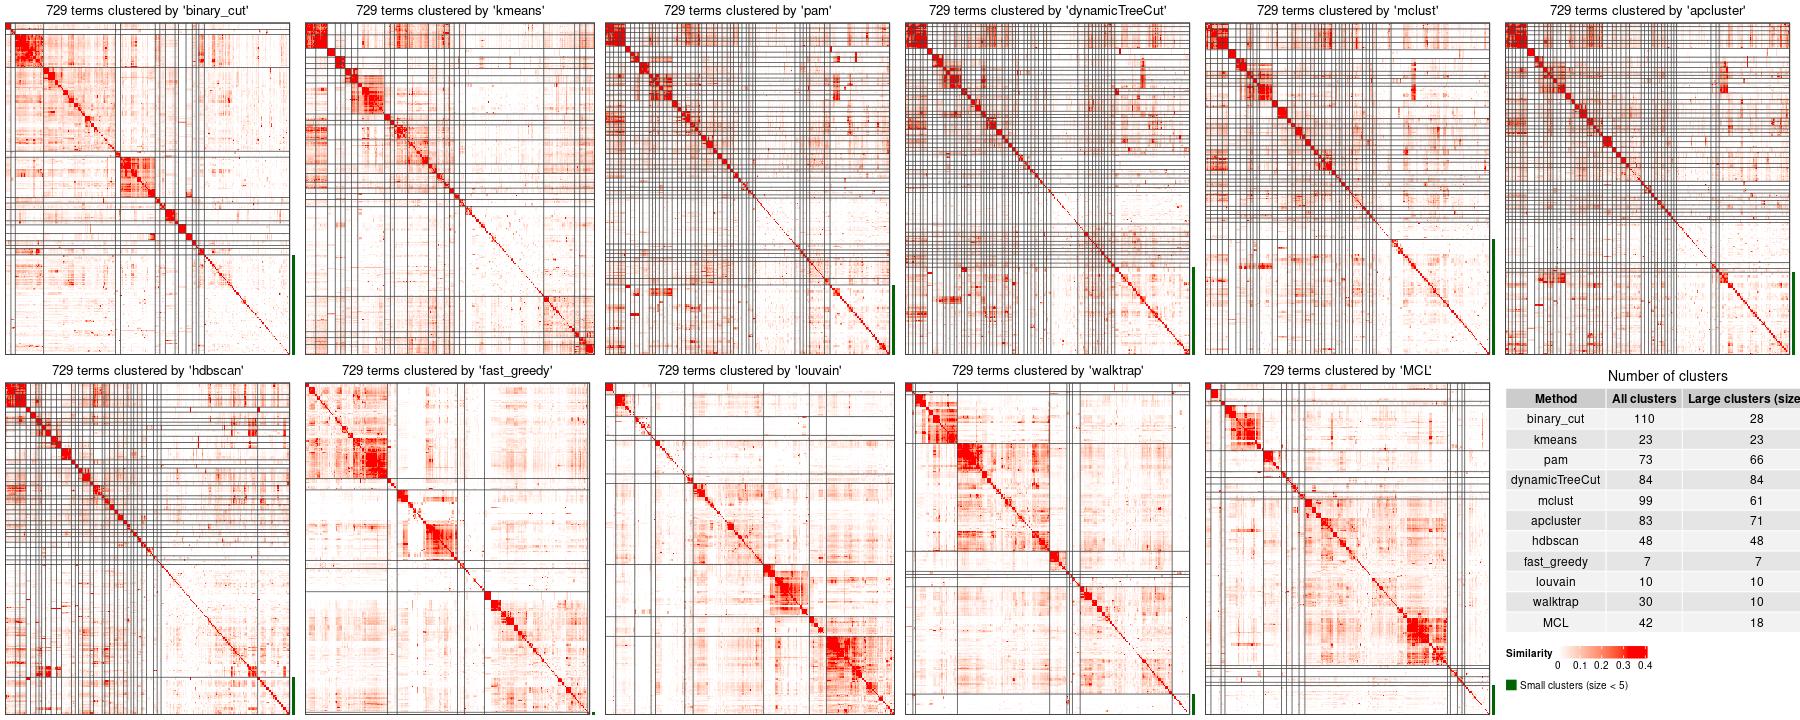 729 terms clustered by 'binary_cut'
729 terms clustered by 'kmeans'
729 terms clustered by 'pam'
729 terms clustered by 'dynamicTreeCut'
729 terms clustered by 'mclust'
729 terms clustered by 'apcluster'
729 terms clustered by 'hdbscan'
729 terms clustered by 'fast_greedy'
729 terms clustered by 'louvain'
729 terms clustered by 'walktrap'
729 terms clustered by 'MCL'
Number of clusters
Method All clusters Large clusters (size
binary_cut 110 28
kmeans 23 23
pam 73 66
dynamicTreeCut 84 84
mclust 99 61
apcluster 83 71
hdbscan 48 48
fast_greedy 7 7
louvain 10 10
walktrap 30 10
MCL 42 18
Similarity
0 0.1 0.2 0.3 0.4
Small clusters (size < 5)